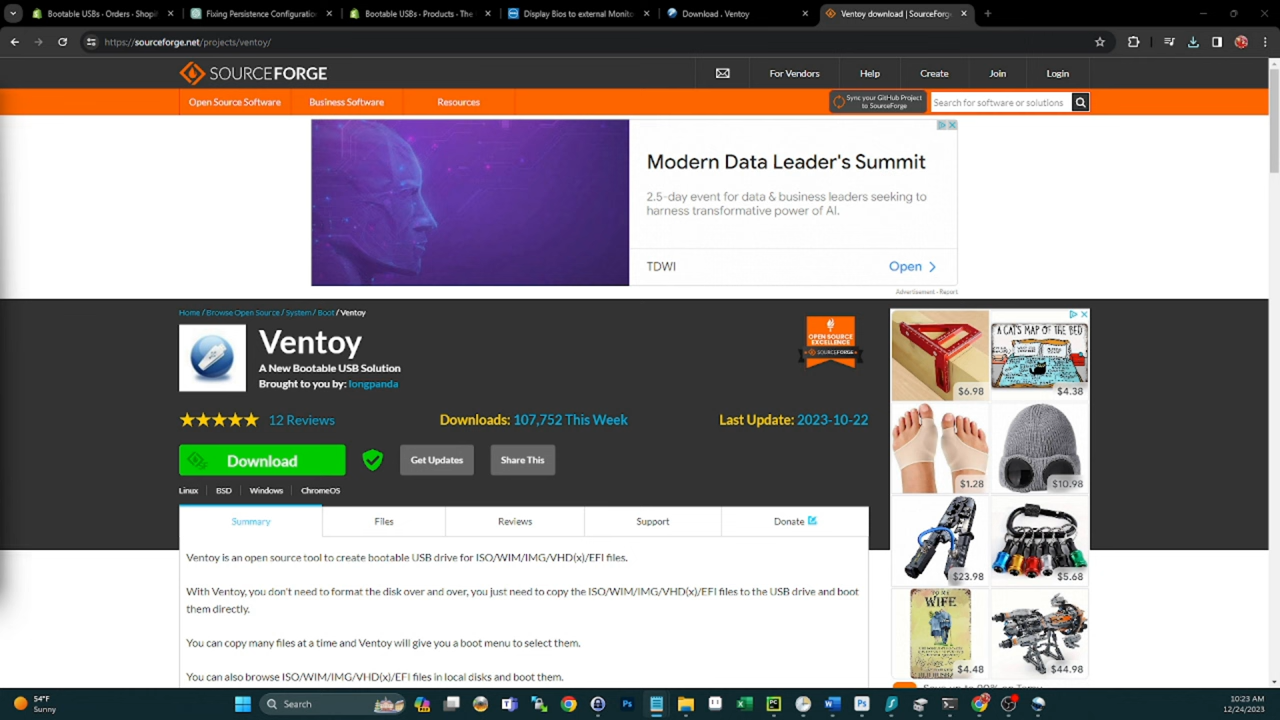 Bootable USBs - Orders · Shopif
Fixing Persistence Configuratio
Bootable USBs - Products - The
Display Bios to external Monito
Download . Ventoy
Ventoy download | SourceForg
https://sourceforge.net/projects/ventoy/
SOURCEFORGE
For Vendors
Help
Create
Join
Login
Open Source Software
Business Software
Resources
Sync your GitHub Project
to SourceForge
Search for software or solutions
Modern Data Leader's Summit
2.5-day event for data & business leaders seeking to
harness transformative power of AI.
TDWI
Open
Advertisement - Report
Home / Browse Open Source / System / Boot / Ventoy
Ventoy
A New Bootable USB Solution
Brought to you by: longpanda
OPEN SOURCE
EXCELLENCE
SOURCEFORGE
12 Reviews
Downloads: 107,752 This Week
Last Update: 2023-10-22
Download
Get Updates
Share This
Linux
BSD
Windows
ChromeOS
Summary
Files
Reviews
Support
Donate
Ventoy is an open source tool to create bootable USB drive for ISO/WIM/IMG/VHD(x)/EFI files.
With Ventoy, you don't need to format the disk over and over, you just need to copy the ISO/WIM/IMG/VHD(x)/EFI files to the USB drive and boot
them directly.
You can copy many files at a time and Ventoy will give you a boot menu to select them.
You can also browse ISO/WIM/IMG/VHD(x)/EFI files in local disks and boot them.
$6.98
A CAT'S MAP OF THE BED
$4.38
$1.28
$10.98
$23.98
$5.68
TO MY
WIFE
$4.48
$44.98
54°F
Sunny
Search
10:23 AM
12/24/2023